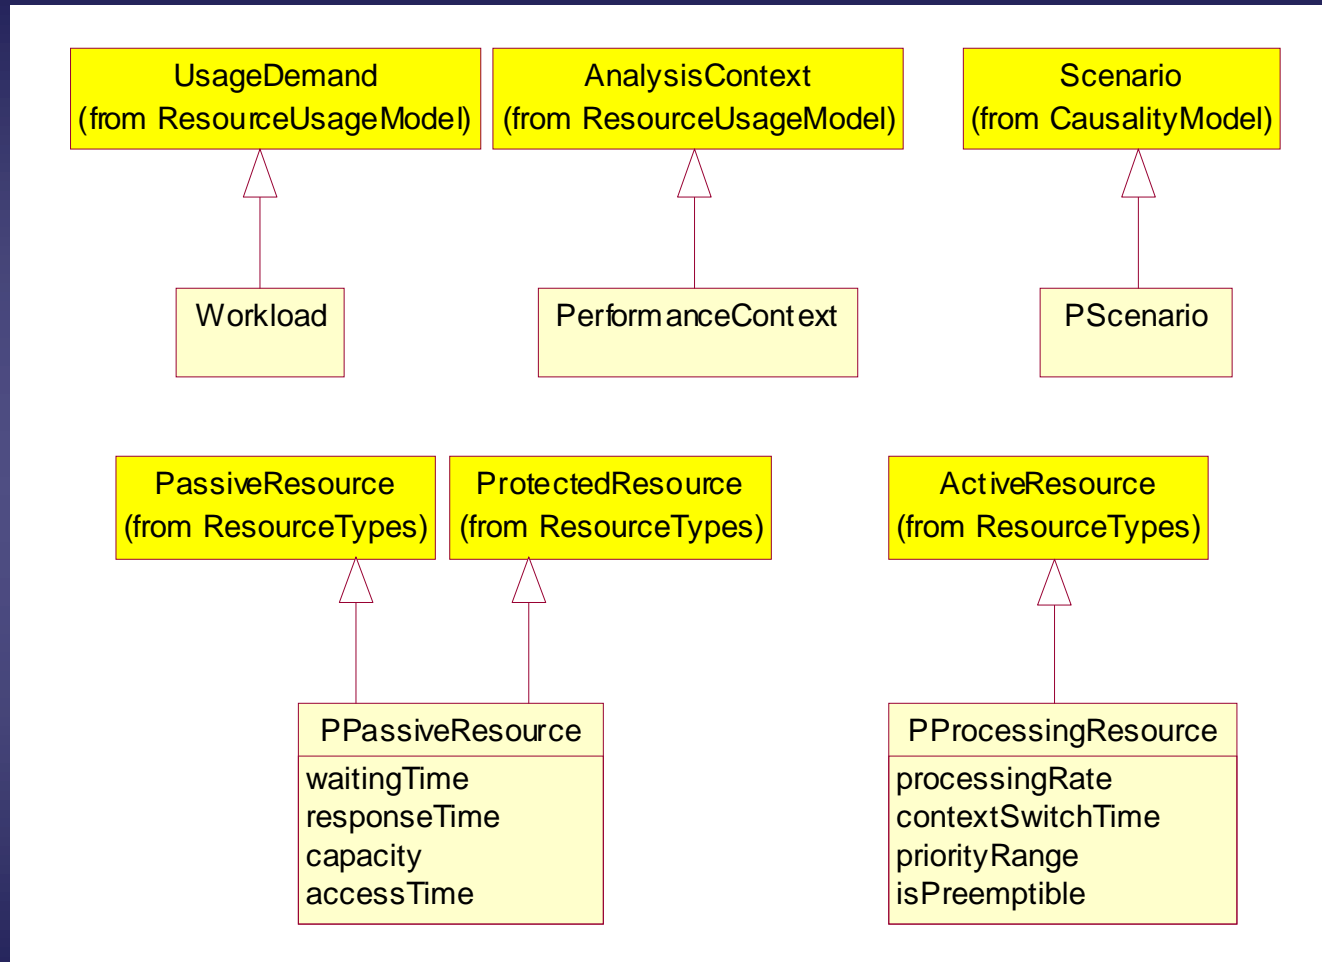 UsageDemand
(from ResourceUsageModel)
AnalysisContext
(from ResourceUsageModel)
Scenario
(from CausalityModel)
Workload
PerformanceContext
PScenario
PassiveResource
(from ResourceTypes)
ProtectedResource
(from ResourceTypes)
ActiveResource
(from ResourceTypes)
PPassiveResource
waitingTime
responseTime
capacity
accessTime
PProcessingResource
processingRate
contextSwitchTime
priorityRange
isPreemptible